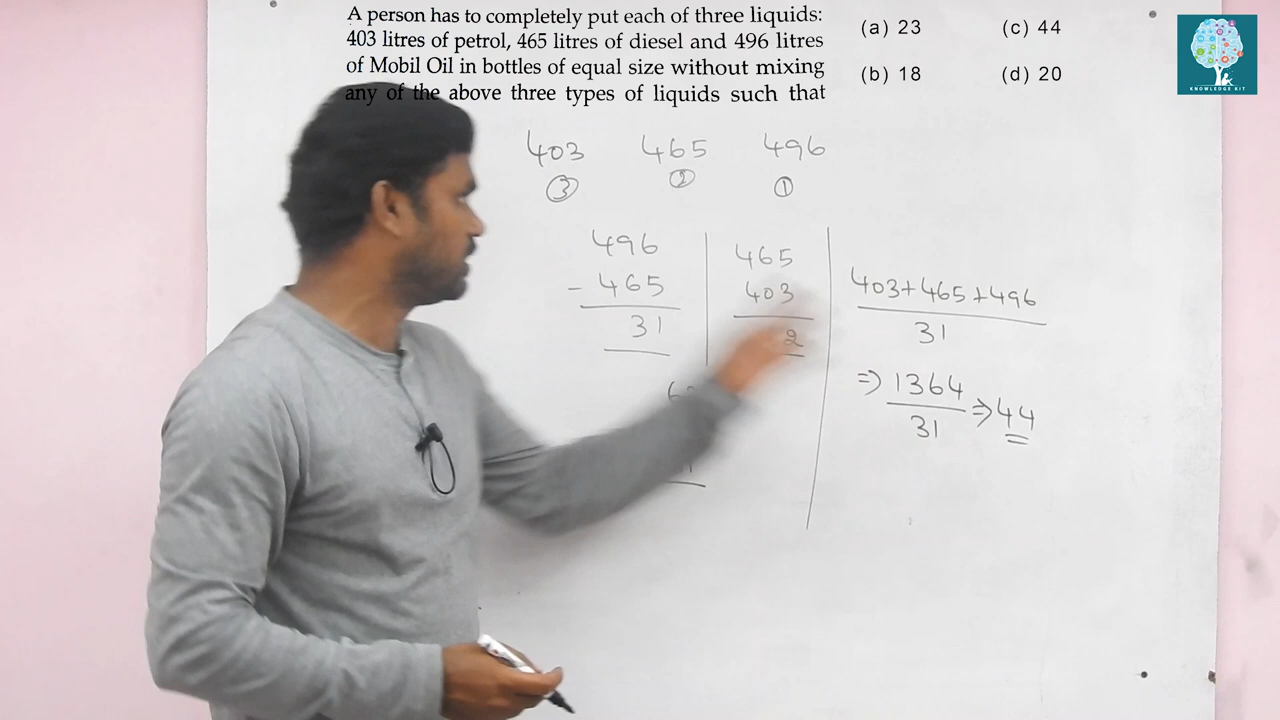 A person has to completely put each of three liquids:
403 litres of petrol, 465 litres of diesel and 496 litres
of Mobil Oil in bottles of equal size without mixing
any of the above three types of liquids such that
(a) 23
(c) 44
(b) 18
(d) 20
KNOWLEDGE KIT
403 465 496
③ ② ①
496
- 465
31
465
403
2
403+465+496
31
⇒ 1364
31
⇒ 44